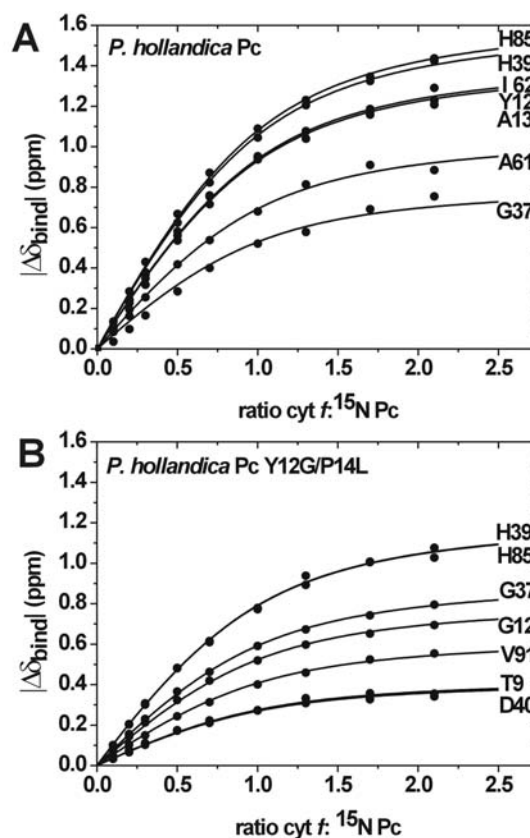 A
P. hollandica Pc
|Δδbind| (ppm)
1.6
1.4
1.2
1.0
0.8
0.6
0.4
0.2
0.0
H85
H39
I 62
Y12
A13
A61
G37
0.0 0.5 1.0 1.5 2.0 2.5
ratio cyt f:¹⁵N Pc
B
P. hollandica Pc Y12G/P14L
|Δδbind| (ppm)
1.6
1.4
1.2
1.0
0.8
0.6
0.4
0.2
0.0
H39
H85
G37
G12
V91
T9
D40
0.0 0.5 1.0 1.5 2.0 2.5
ratio cyt f: ¹⁵N Pc